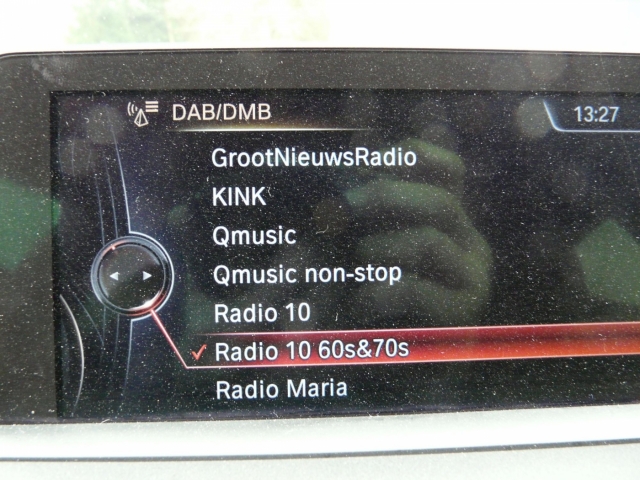 DAB/DMB 13:27
GrootNieuwsRadio
KINK
Qmusic
Qmusic non-stop
Radio 10
Radio 10 60s&70s
Radio Maria